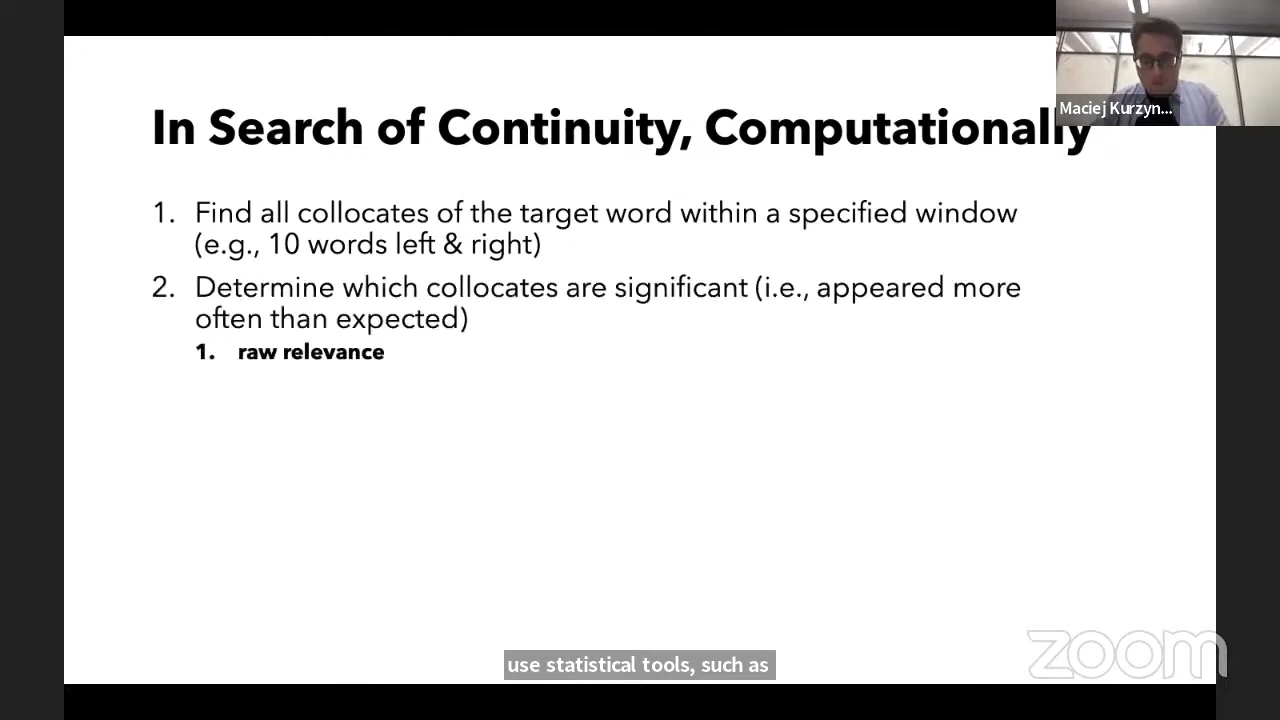 Maciej Kurzyn...
In Search of Continuity, Computationally
1. Find all collocates of the target word within a specified window
(e.g., 10 words left & right)
2. Determine which collocates are significant (i.e., appeared more
often than expected)
1. raw relevance
use statistical tools, such as
zoom